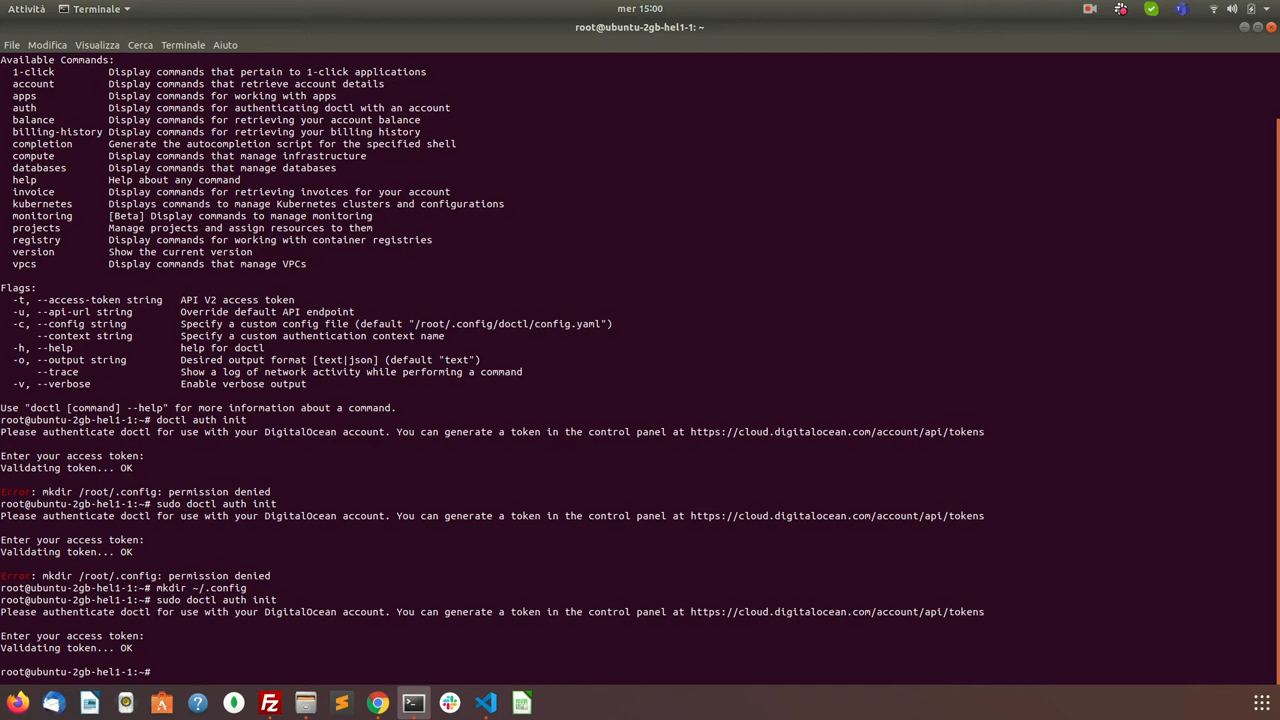 Attività
Terminale
mer 15:00
root@ubuntu-2gb-hel1-1: ~
File Modifica Visualizza Cerca Terminale Aiuto
Available Commands:
1-click Display commands that pertain to 1-click applications
account Display commands that retrieve account details
apps Display commands for working with apps
auth Display commands for authenticating doctl with an account
balance Display commands for retrieving your account balance
billing-history Display commands for retrieving your billing history
completion Generate the autocompletion script for the specified shell
compute Display commands that manage infrastructure
databases Display commands that manage databases
help Help about any command
invoice Display commands for retrieving invoices for your account
kubernetes Displays commands to manage Kubernetes clusters and configurations
monitoring [Beta] Display commands to manage monitoring
projects Manage projects and assign resources to them
registry Display commands for working with container registries
version Show the current version
vpcs Display commands that manage VPCs
Flags:
-t, --access-token string API V2 access token
-u, --api-url string Override default API endpoint
-c, --config string Specify a custom config file (default "/root/.config/doctl/config.yaml")
--context string Specify a custom authentication context name
-h, --help help for doctl
-o, --output string Desired output format [text|json] (default "text")
--trace Show a log of network activity while performing a command
-v, --verbose Enable verbose output
Use "doctl [command] --help" for more information about a command.
root@ubuntu-2gb-hel1-1:~# doctl auth init
Please authenticate doctl for use with your DigitalOcean account. You can generate a token in the control panel at https://cloud.digitalocean.com/account/api/tokens
Enter your access token:
Validating token... OK
Error: mkdir /root/.config: permission denied
root@ubuntu-2gb-hel1-1:~# sudo doctl auth init
Please authenticate doctl for use with your DigitalOcean account. You can generate a token in the control panel at https://cloud.digitalocean.com/account/api/tokens
Enter your access token:
Validating token... OK
Error: mkdir /root/.config: permission denied
root@ubuntu-2gb-hel1-1:~# mkdir ~/.config
root@ubuntu-2gb-hel1-1:~# sudo doctl auth init
Please authenticate doctl for use with your DigitalOcean account. You can generate a token in the control panel at https://cloud.digitalocean.com/account/api/tokens
Enter your access token:
Validating token... OK
root@ubuntu-2gb-hel1-1:~#